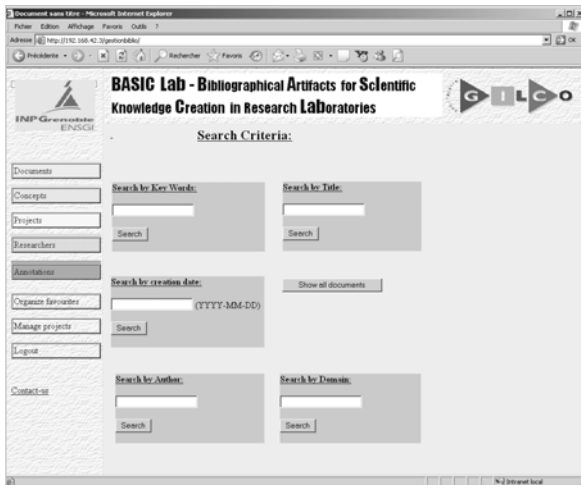 Document sans titre - Microsoft Internet Explorer
Fichier Edition Affichage Favoris Outils ?
Adresse http://192.168.42.3/gestionbiblio/
Précédente Rechercher Favoris OK
BASIC Lab - Bibliographical Artifacts for ScIentific
Knowledge Creation in Research LABoratories
INPGrenoble
ENSGI
G I L C O
Search Criteria:
Documents
Concepts
Projects
Researchers
Annotations
Organize favourites
Manage projects
Logout
Contact-us
Search by Key Words:
Search
Search by Title:
Search
Search by creation date:
(YYYY-MM-DD)
Search
Show all documents
Search by Author:
Search
Search by Domain:
Search
Intranet local